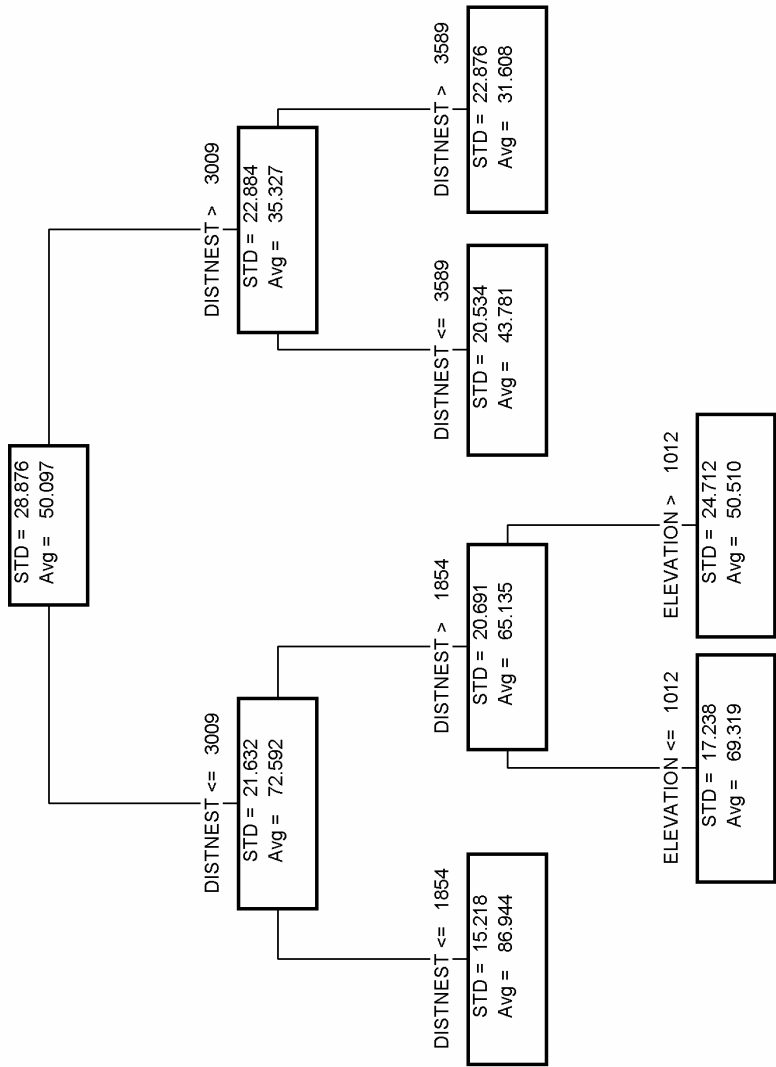 STD = 28.876
Avg = 50.097
DISTNEST <= 3009
STD = 21.632
Avg = 72.592
DISTNEST > 3009
STD = 22.884
Avg = 35.327
DISTNEST <= 1854
STD = 15.218
Avg = 86.944
DISTNEST > 1854
STD = 20.691
Avg = 65.135
DISTNEST <= 3589
STD = 20.534
Avg = 43.781
DISTNEST > 3589
STD = 22.876
Avg = 31.608
ELEVATION <= 1012
STD = 17.238
Avg = 69.319
ELEVATION > 1012
STD = 24.712
Avg = 50.510